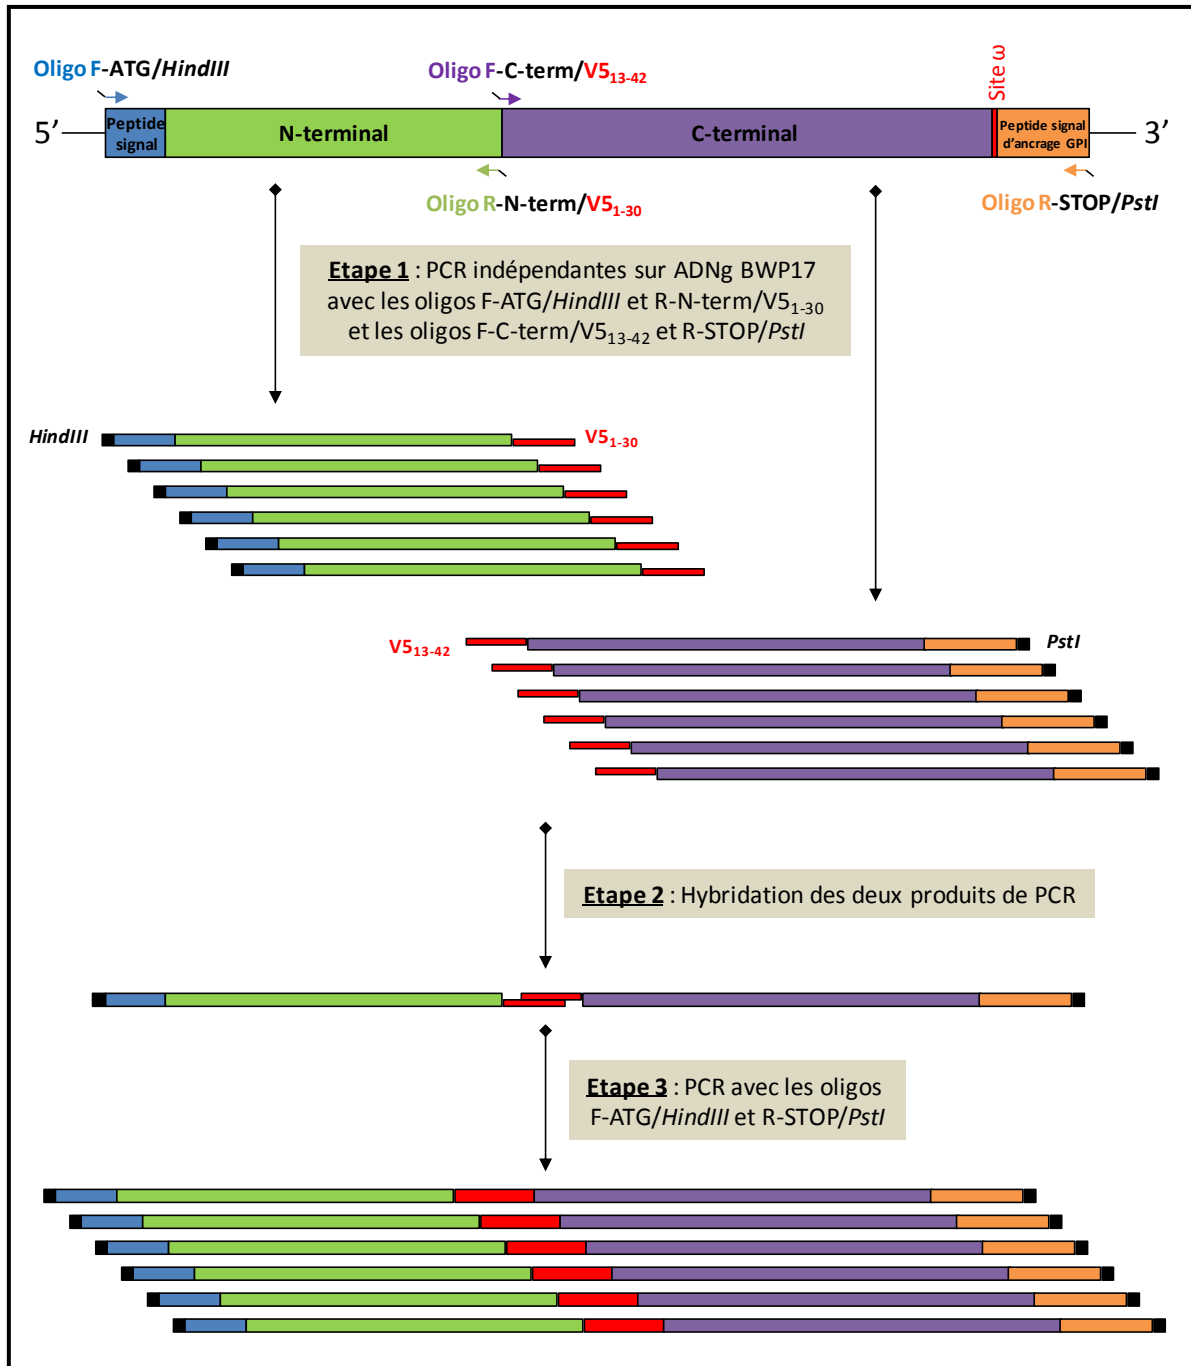 Site ω
Oligo F-ATG/HindIII
Oligo F-C-term/V5₁₃₋₄₂
5’
Peptide signal
N-terminal
C-terminal
Peptide signal d’ancrage GPI
3’
Oligo R-N-term/V5₁₋₃₀
Oligo R-STOP/PstI
Etape 1 : PCR indépendantes sur ADNg BWP17
avec les oligos F-ATG/HindIII et R-N-term/V5₁₋₃₀
et les oligos F-C-term/V5₁₃₋₄₂ et R-STOP/PstI
HindIII
V5₁₋₃₀
V5₁₃₋₄₂
PstI
Etape 2 : Hybridation des deux produits de PCR
Etape 3 : PCR avec les oligos
F-ATG/HindIII et R-STOP/PstI